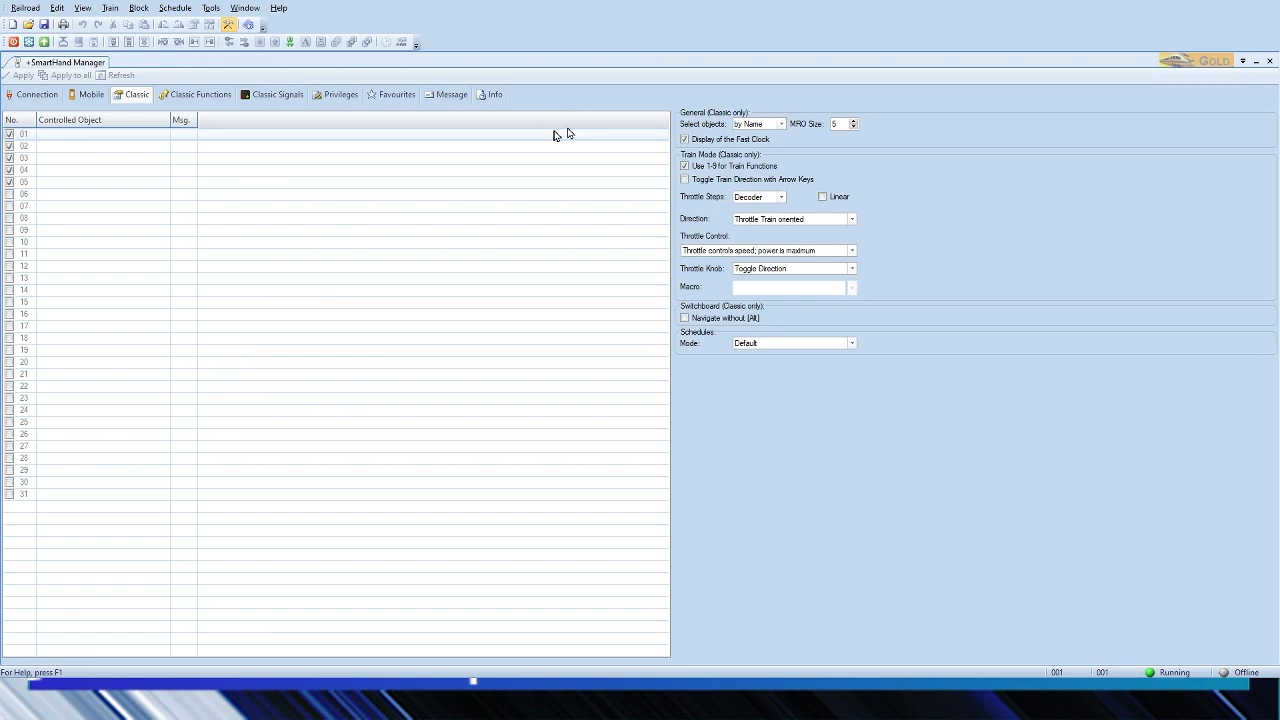 Railroad Edit View Train Block Schedule Tools Window Help
+SmartHand Manager
GOLD
Apply Apply to all Refresh
Connection Mobile Classic Classic Functions Classic Signals Privileges Favourites Message Info
No. Controlled Object Msg.
01
02
03
04
05
06
07
08
09
10
11
12
13
14
15
16
17
18
19
20
21
22
23
24
25
26
27
28
29
30
31
General (Classic only):
Select objects: by Name MRO Size: 5
Display of the Fast Clock
Train Mode (Classic only):
Use 1-9 for Train Functions
Toggle Train Direction with Arrow Keys
Throttle Steps: Decoder Linear
Direction: Throttle Train oriented
Throttle Control:
Throttle controls speed; power is maximum
Throttle Knob: Toggle Direction
Macro:
Switchboard (Classic only):
Navigate without [Alt]
Schedules:
Mode: Default
For Help, press F1
001 001 Running Offline